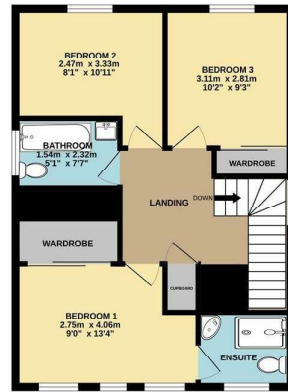 BEDROOM 2
2.47m x 3.33m
8'1" x 10'11"
BEDROOM 3
3.11m x 2.81m
10'2" x 9'3"
BATHROOM
1.54m x 2.32m
5'1" x 7'7"
WARDROBE
LANDING
DOWN
WARDROBE
CUPBOARD
BEDROOM 1
2.75m x 4.06m
9'0" x 13'4"
ENSUITE